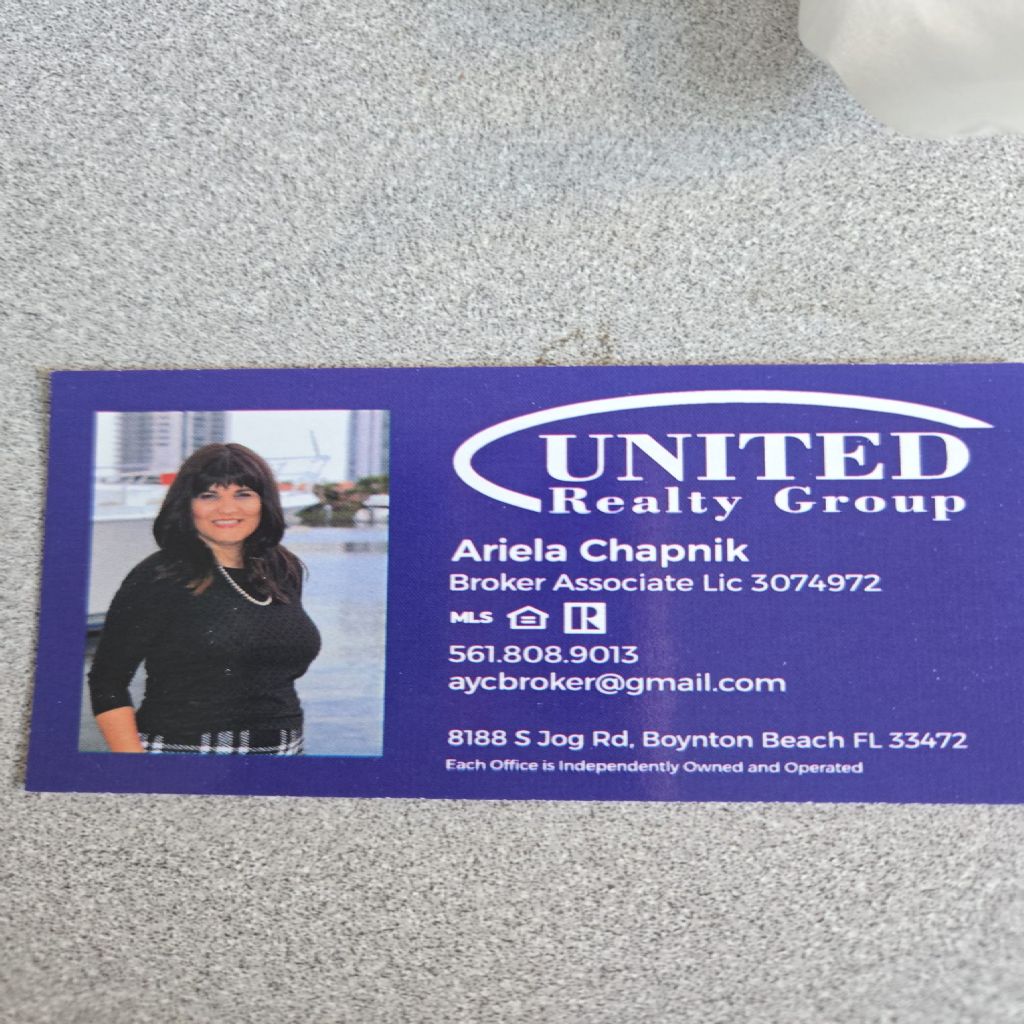 UNITED
Realty Group
Ariela Chapnik
Broker Associate Lic 3074972
MLS R
561.808.9013
aycbroker@gmail.com
8188 S Jog Rd, Boynton Beach FL 33472
Each Office is Independently Owned and Operated